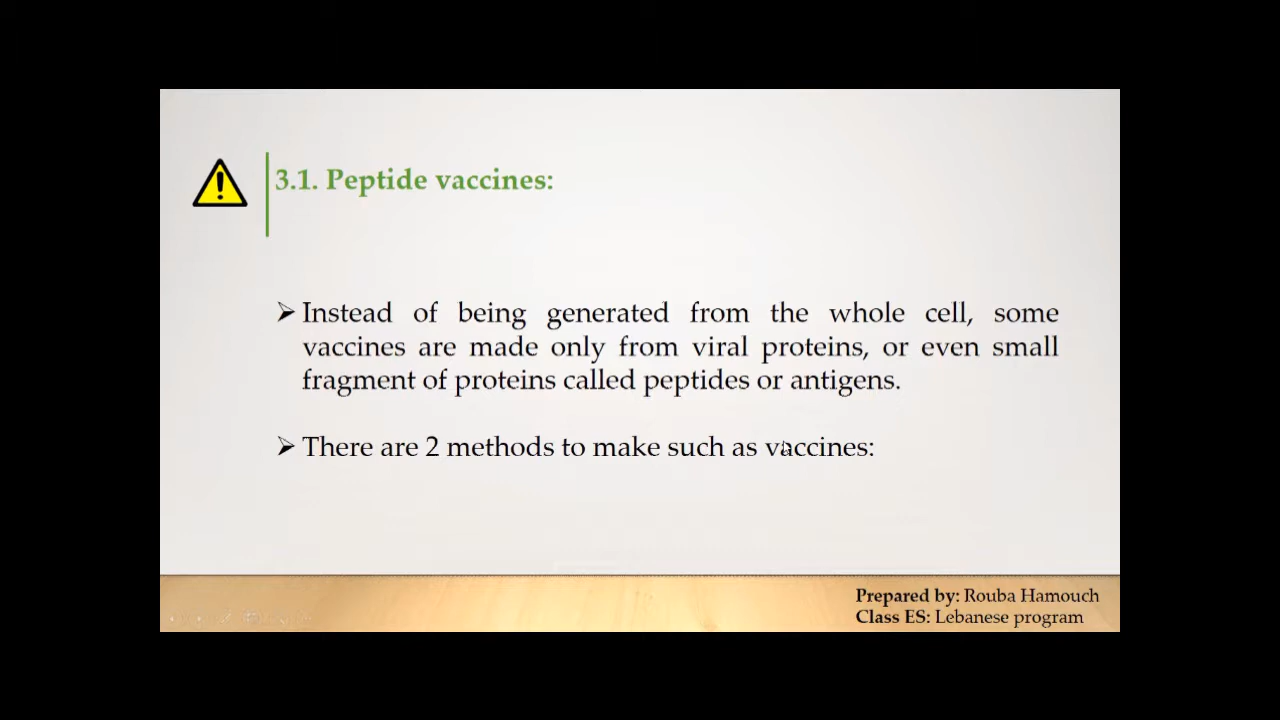 3.1. Peptide vaccines:
➢ Instead of being generated from the whole cell, some
vaccines are made only from viral proteins, or even small
fragment of proteins called peptides or antigens.
➢ There are 2 methods to make such as vaccines:
Prepared by: Rouba Hamouch
Class ES: Lebanese program